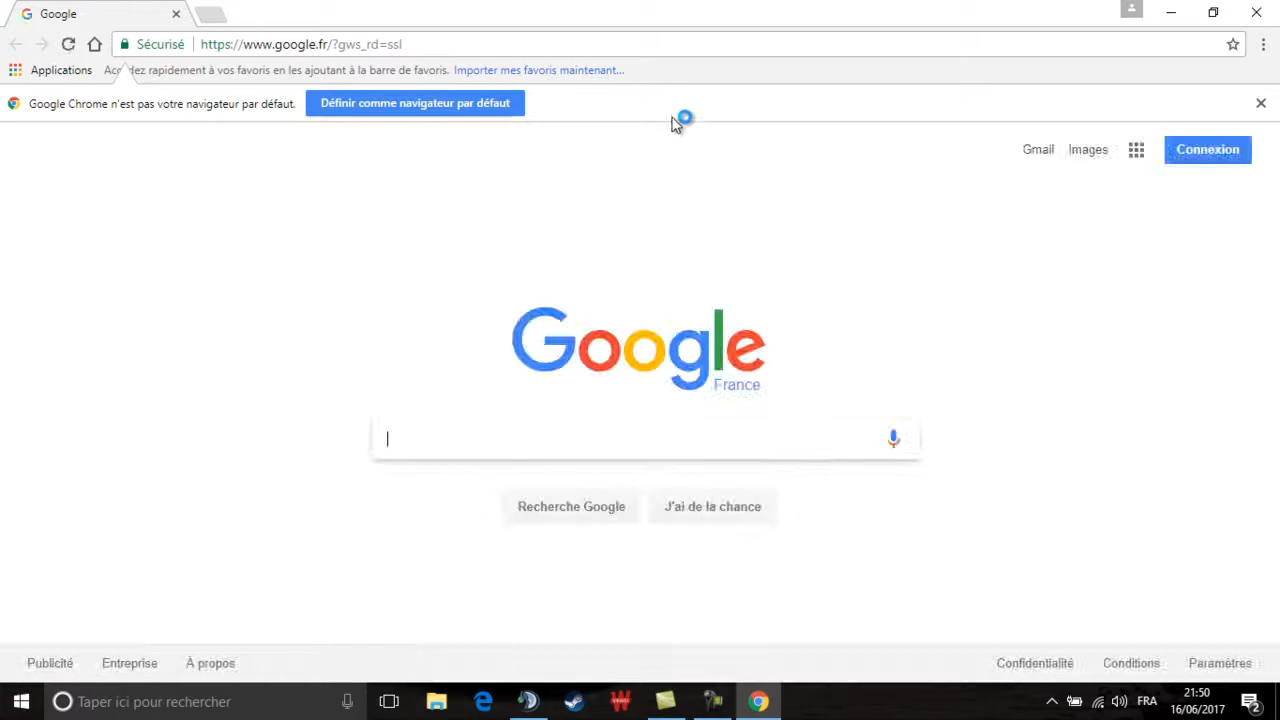 Google
Sécurisé https://www.google.fr/?gws_rd=ssl
Applications Accédez rapidement à vos favoris en les ajoutant à la barre de favoris. Importer mes favoris maintenant...
Google Chrome n'est pas votre navigateur par défaut. Définir comme navigateur par défaut
Gmail Images Connexion
Google
France
Recherche Google J'ai de la chance
Publicité Entreprise À propos Confidentialité Conditions Paramètres
Taper ici pour rechercher FRA 21:50
16/06/2017 2